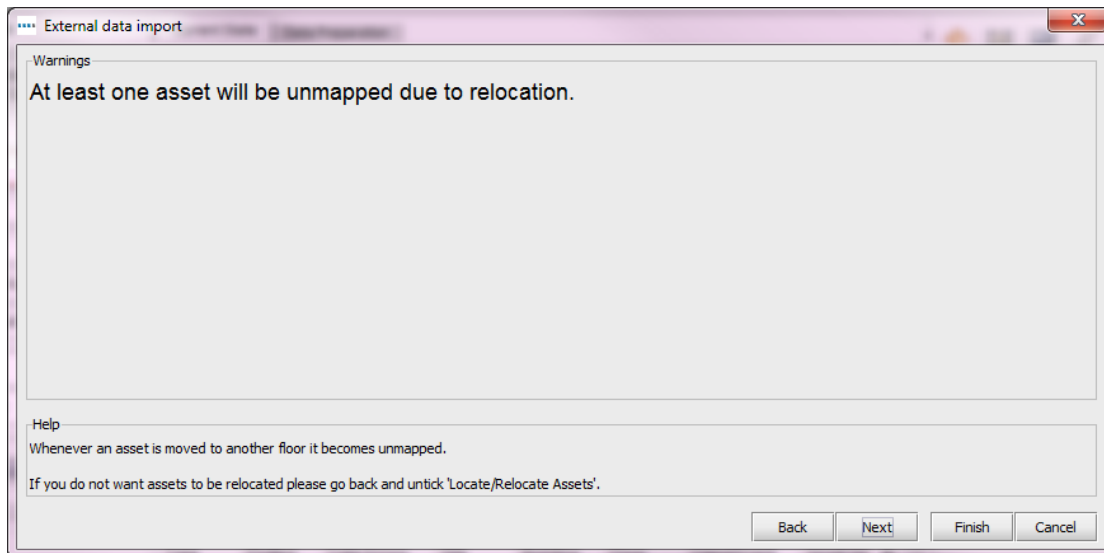 External data import
Warnings
At least one asset will be unmapped due to relocation.
Help
Whenever an asset is moved to another floor it becomes unmapped.
If you do not want assets to be relocated please go back and untick 'Locate/Relocate Assets'.
Back Next Finish Cancel